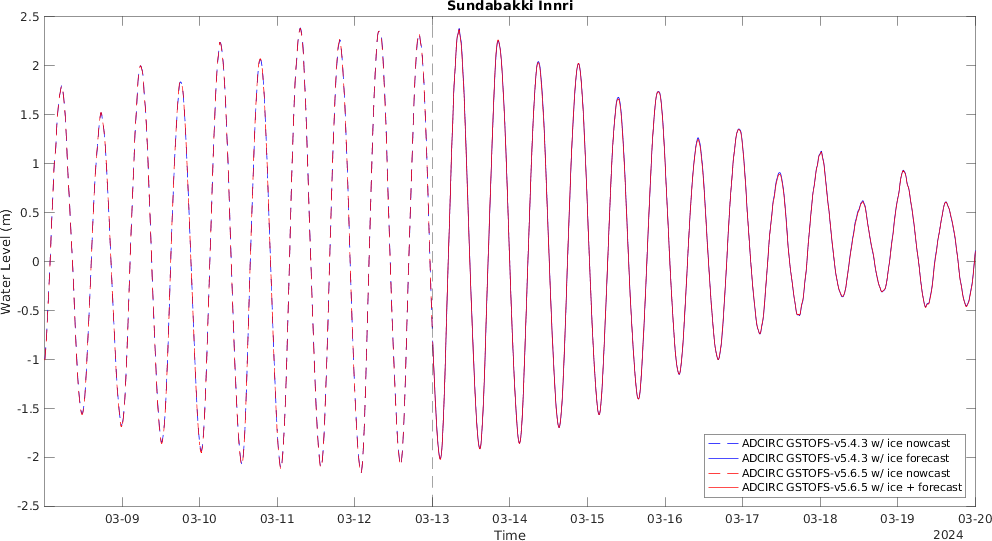 Sundabakki Innri
2.5
2
1.5
1
0.5
0
-0.5
-1
-1.5
-2
-2.5
Water Level (m)
03-09 03-10 03-11 03-12 03-13 03-14 03-15 03-16 03-17 03-18 03-19 03-20
Time
2024
ADCIRC GSTOFS-v5.4.3 w/ ice nowcast
ADCIRC GSTOFS-v5.4.3 w/ ice forecast
ADCIRC GSTOFS-v5.6.5 w/ ice nowcast
ADCIRC GSTOFS-v5.6.5 w/ ice + forecast